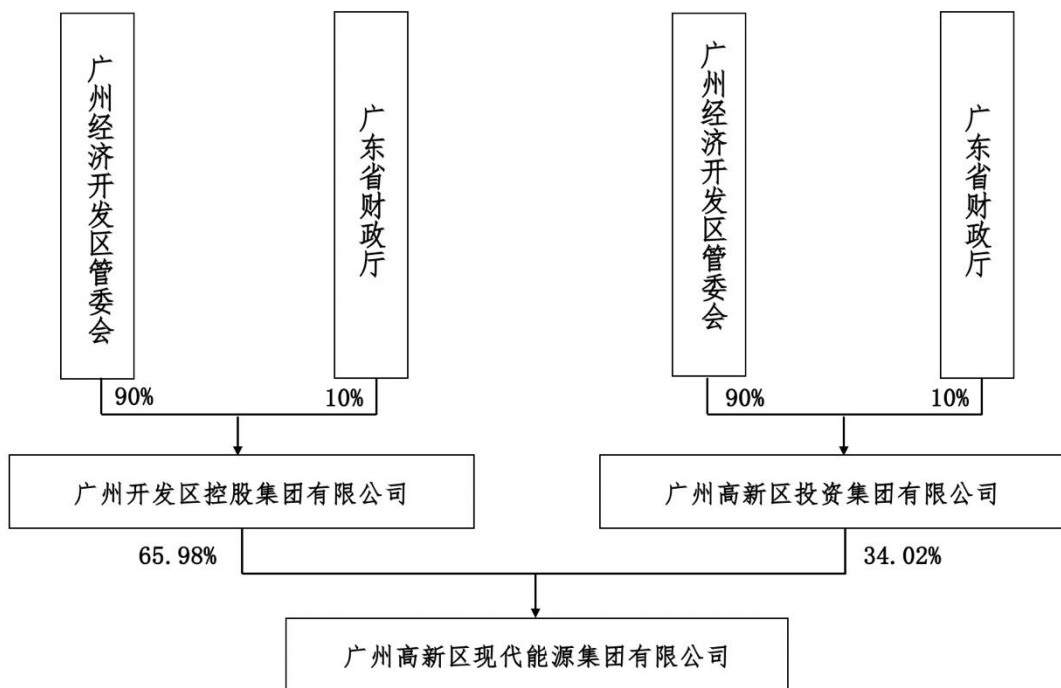 广州经济开发区管委会
广东省财政厅
广州经济开发区管委会
广东省财政厅
90%
10%
90%
10%
广州开发区控股集团有限公司
广州高新区投资集团有限公司
65.98%
34.02%
广州高新区现代能源集团有限公司